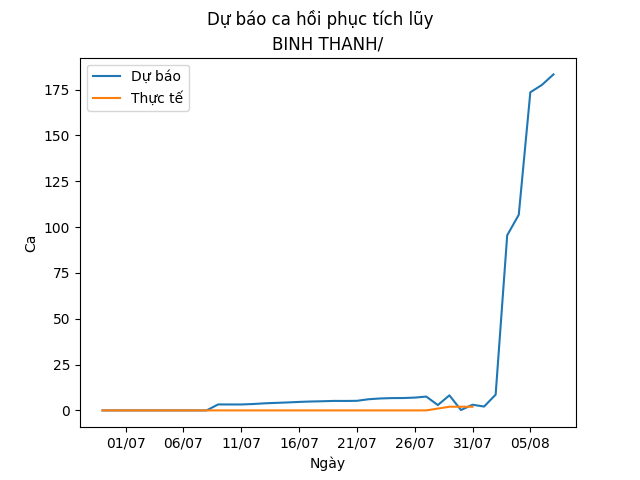 Dự báo ca hồi phục tích lũy
BINH THANH/
Dự báo
Thực tế
175
150
125
100
75
50
25
0
Ca
01/07 06/07 11/07 16/07 21/07 26/07 31/07 05/08
Ngày